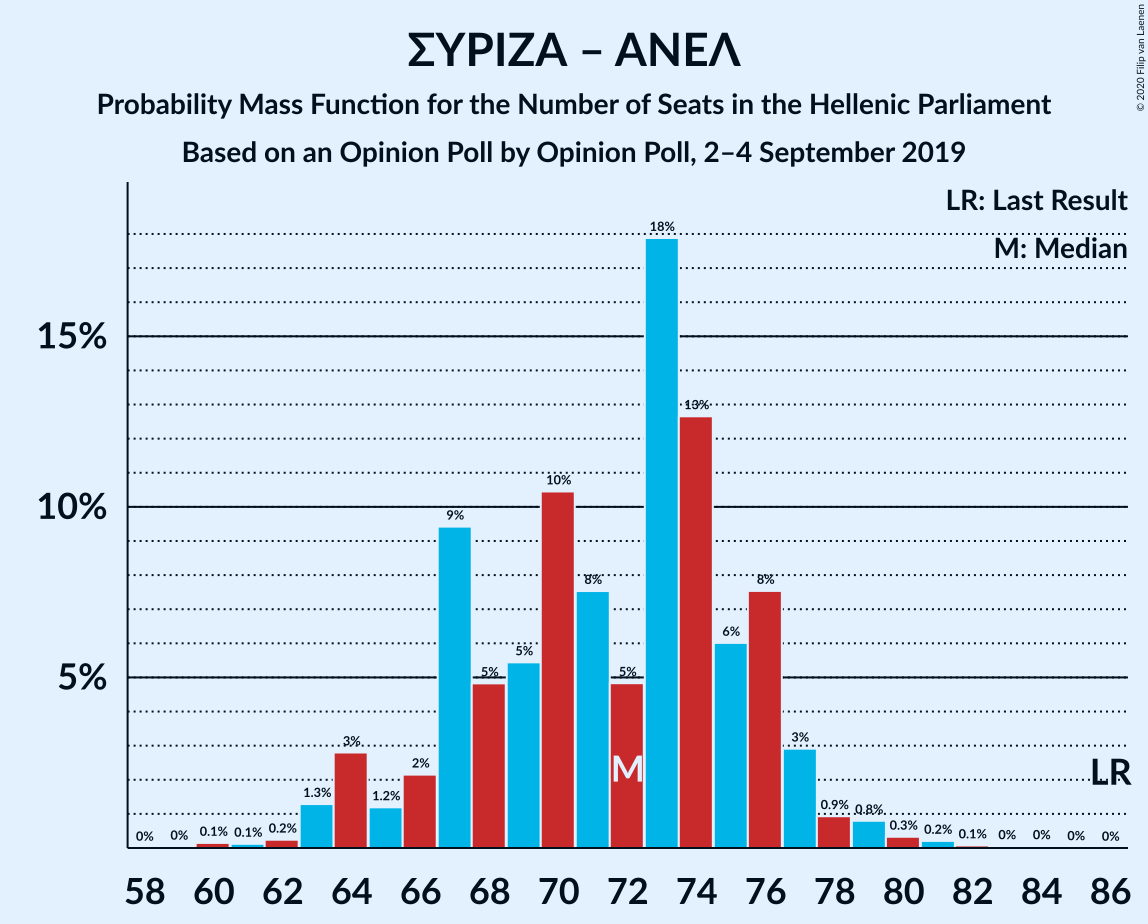 ΣΥΡΙΖΑ – ΑΝΕΛ
Probability Mass Function for the Number of Seats in the Hellenic Parliament
Based on an Opinion Poll by Opinion Poll, 2–4 September 2019
© 2020 Filip van Laenen
LR: Last Result
M: Median
15%
10%
5%
0% 0% 0.1% 0.1% 0.2% 1.3% 3% 1.2% 2% 9% 5% 5% 10% 8% 5% 18% 13% 6% 8% 3% 0.9% 0.8% 0.3% 0.2% 0.1% 0% 0% 0% 0%
M
LR
58 60 62 64 66 68 70 72 74 76 78 80 82 84 86